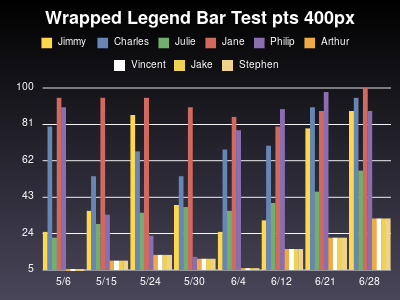 Wrapped Legend Bar Test pts 400px
Jimmy Charles Julie Jane Philip Arthur
Vincent Jake Stephen
100
81
62
43
24
5
5/6 5/15 5/24 5/30 6/4 6/12 6/21 6/28